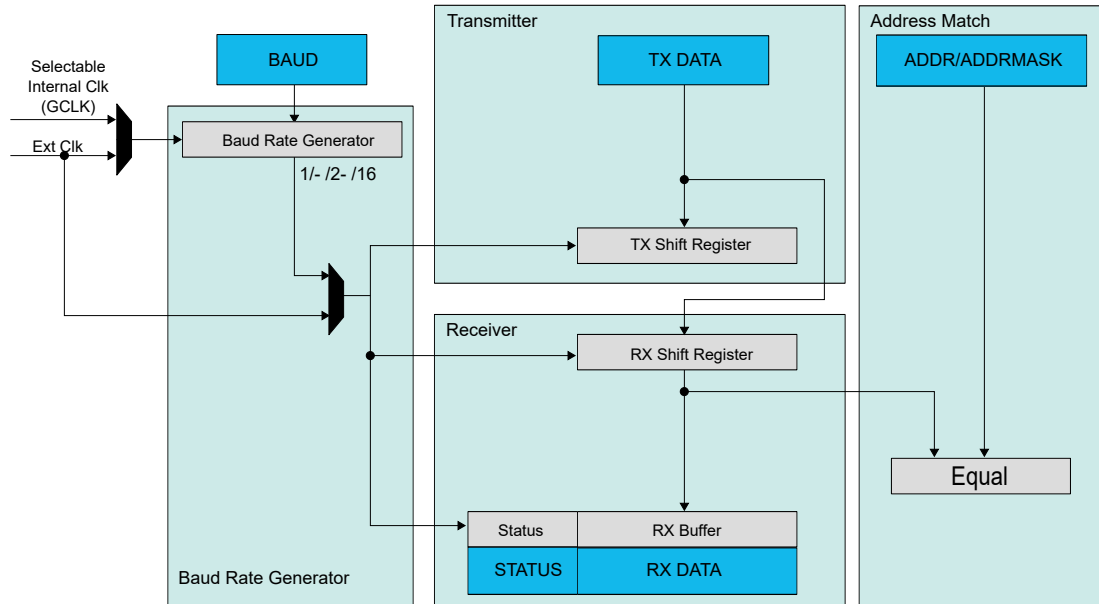 Transmitter
Address Match
BAUD
TX DATA
ADDR/ADDRMASK
Selectable
Internal Clk
(GCLK)
Baud Rate Generator
Ext Clk
1/- /2- /16
TX Shift Register
Receiver
RX Shift Register
Equal
Status
RX Buffer
STATUS
RX DATA
Baud Rate Generator